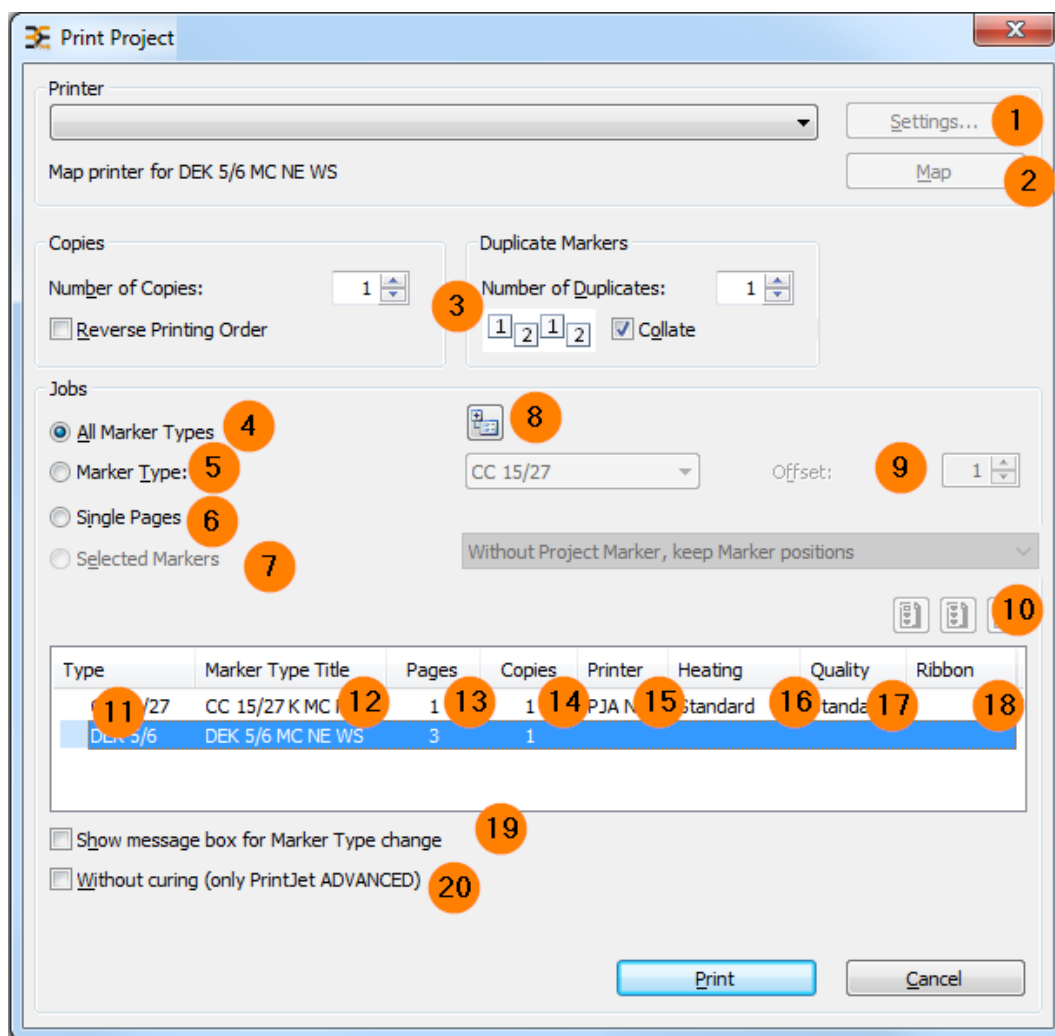 Print Project
X
Printer
Settings... 1
Map printer for DEK 5/6 MC NE WS Map 2
Copies Duplicate Markers
Number of Copies: 1 3 Number of Duplicates: 1
Reverse Printing Order 1 2 1 2 Collate
Jobs
All Marker Types 4 8
Marker Type: 5 CC 15/27 Offset: 9 1
Single Pages 6
Selected Markers 7 Without Project Marker, keep Marker positions
10
Type Marker Type Title Pages Copies Printer Heating Quality Ribbon
11 /27 CC 15/27 K MC 12 1 13 1 14 PJA 15 Standard 16 17 18
DEK 5/6 DEK 5/6 MC NE WS 3 1
Show message box for Marker Type change 19
Without curing (only PrintJet ADVANCED) 20
Print Cancel